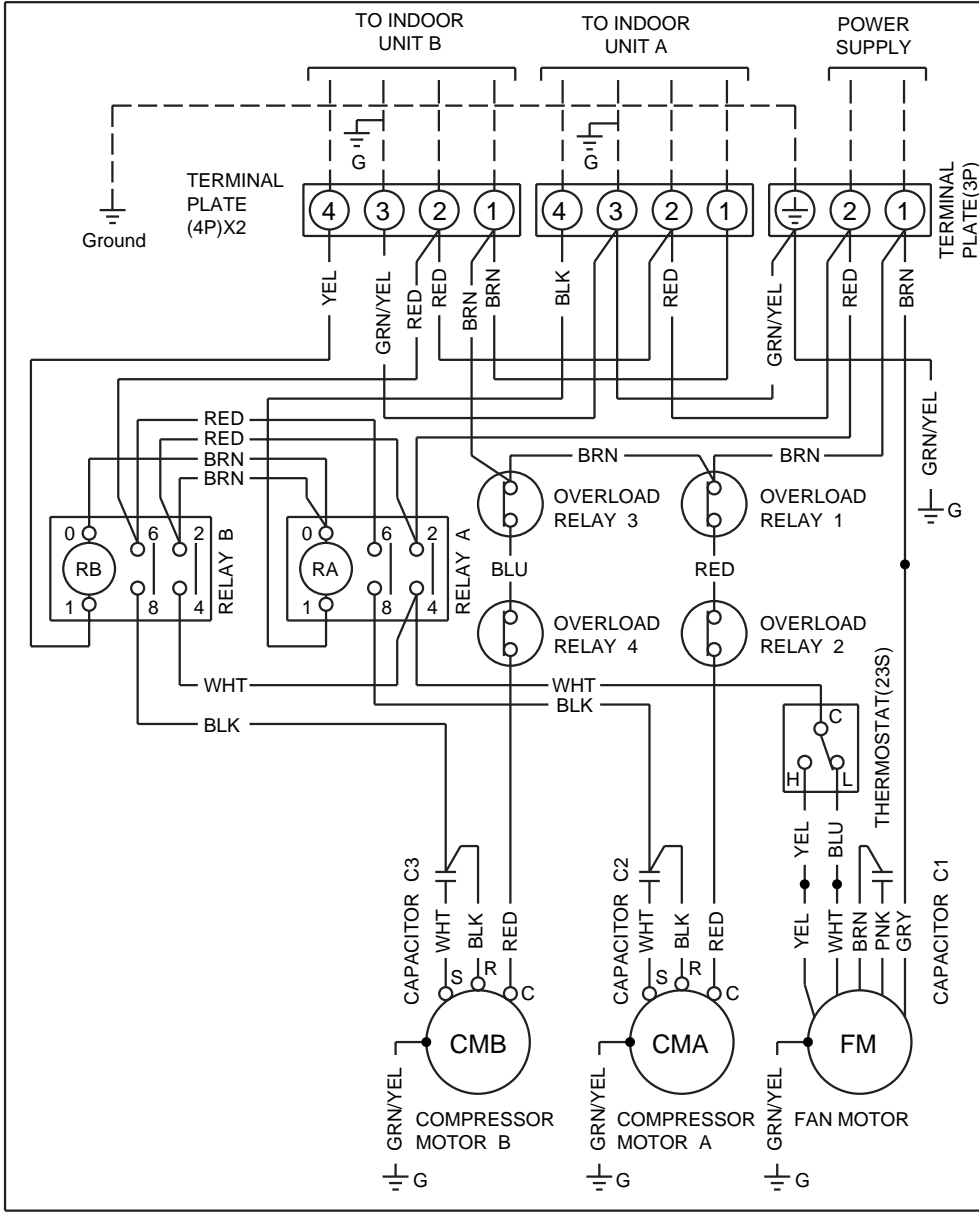 TO INDOOR
UNIT B
TO INDOOR
UNIT A
POWER
SUPPLY
G
G
Ground
TERMINAL
PLATE
(4P)X2
4
3
2
1
4
3
2
1
2
1
TERMINAL
PLATE(3P)
YEL
GRN/YEL
RED
RED
BRN
BRN
BLK
RED
GRN/YEL
RED
BRN
GRN/YEL
G
RED
RED
BRN
BRN
BRN
BRN
0
6
2
RB
1
8
4
RELAY B
0
6
2
RA
1
8
4
RELAY A
OVERLOAD
RELAY 3
OVERLOAD
RELAY 1
BLU
RED
OVERLOAD
RELAY 4
OVERLOAD
RELAY 2
WHT
BLK
WHT
BLK
C
H
L
THERMOSTAT(23S)
YEL
BLU
CAPACITOR C3
WHT
BLK
RED
CAPACITOR C2
WHT
BLK
RED
YEL
WHT
BRN
PNK
GRY
CAPACITOR C1
S
R
C
S
R
C
CMB
CMA
FM
GRN/YEL
COMPRESSOR
MOTOR B
G
GRN/YEL
COMPRESSOR
MOTOR A
G
GRN/YEL
FAN MOTOR
G